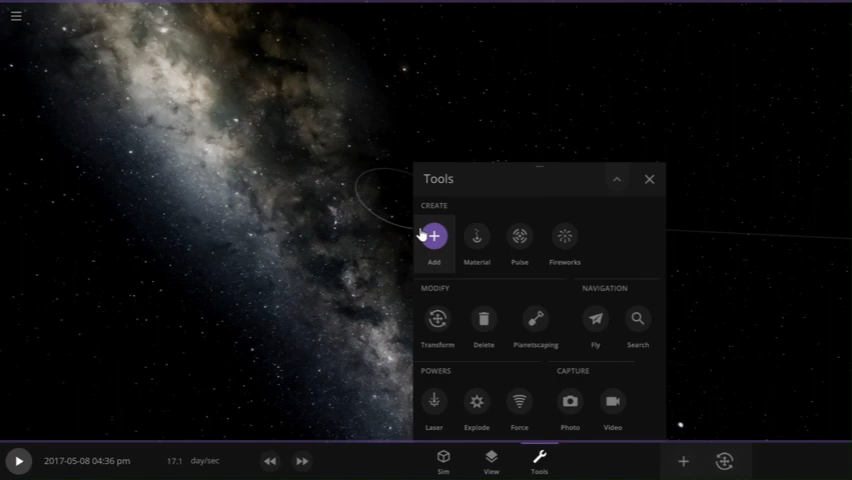 Tools
CREATE
Add Material Pulse Fireworks
MODIFY NAVIGATION
Transform Delete Planetscaping Fly Search
POWERS CAPTURE
Laser Explode Force Photo Video
2017-05-08 04:36 pm 17.1 day/sec Sim View Tools